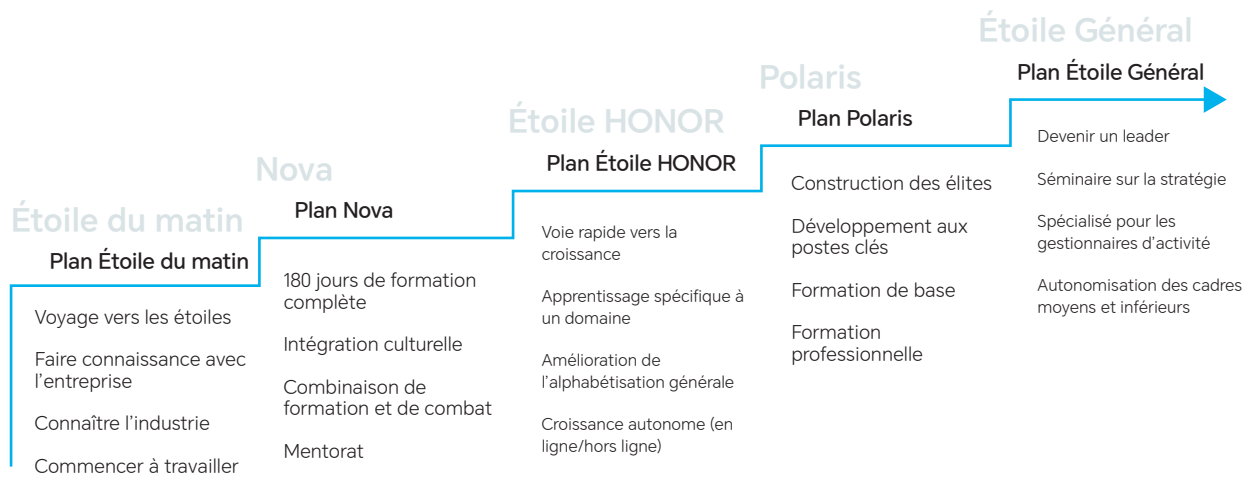 Étoile du matin
Plan Étoile du matin
Voyage vers les étoiles
Faire connaissance avec
l'entreprise
Connaître l'industrie
Commencer à travailler
Nova
Plan Nova
180 jours de formation
complète
Intégration culturelle
Combinaison de
formation et de combat
Mentorat
Étoile HONOR
Plan Étoile HONOR
Voie rapide vers la
croissance
Apprentissage spécifique à
un domaine
Amélioration de
l'alphabétisation générale
Croissance autonome (en
ligne/hors ligne)
Polaris
Plan Polaris
Construction des élites
Développement aux
postes clés
Formation de base
Formation
professionnelle
Étoile Général
Plan Étoile Général
Devenir un leader
Séminaire sur la stratégie
Spécialisé pour les
gestionnaires d'activité
Autonomisation des cadres
moyens et inférieurs